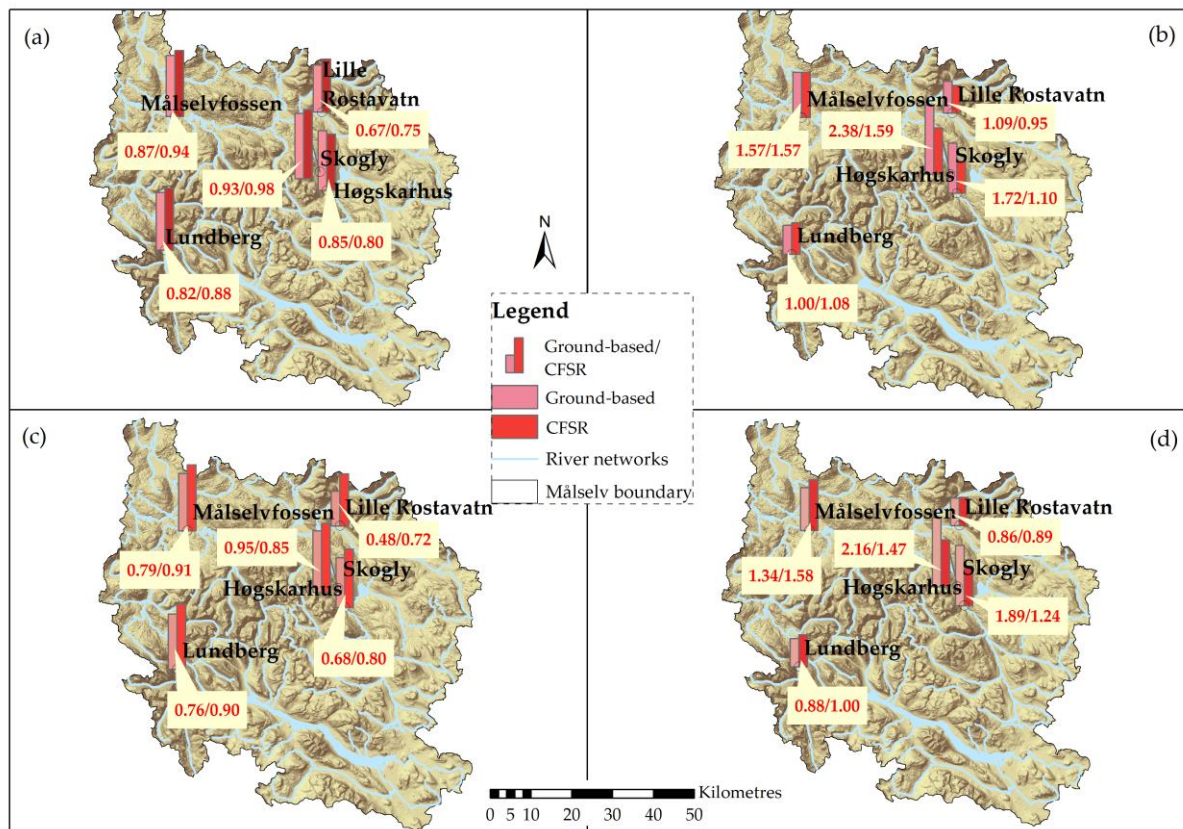 (a)
Lille
Rostavatn
Målselvfossen
0.67/0.75
0.87/0.94
Skogly
0.93/0.98
Høgskarhus
Lundberg
0.85/0.80
0.82/0.88
(b)
Målselvfossen
Lille Rostavatn
1.09/0.95
2.38/1.59
1.57/1.57
Skogly
Høgskarhus
1.72/1.10
Lundberg
1.00/1.08
N
Legend
Ground-based/
CFSR
Ground-based
CFSR
River networks
Målselv boundary
(c)
Målselvfossen
Lille Rostavatn
0.95/0.85
0.48/0.72
0.79/0.91
Skogly
Høgskarhus
Lundberg
0.68/0.80
0.76/0.90
(d)
Målselvfossen
Lille Rostavatn
2.16/1.47
0.86/0.89
1.34/1.58
Skogly
Høgskarhus
1.89/1.24
Lundberg
0.88/1.00
Kilometres
0 5 10 20 30 40 50